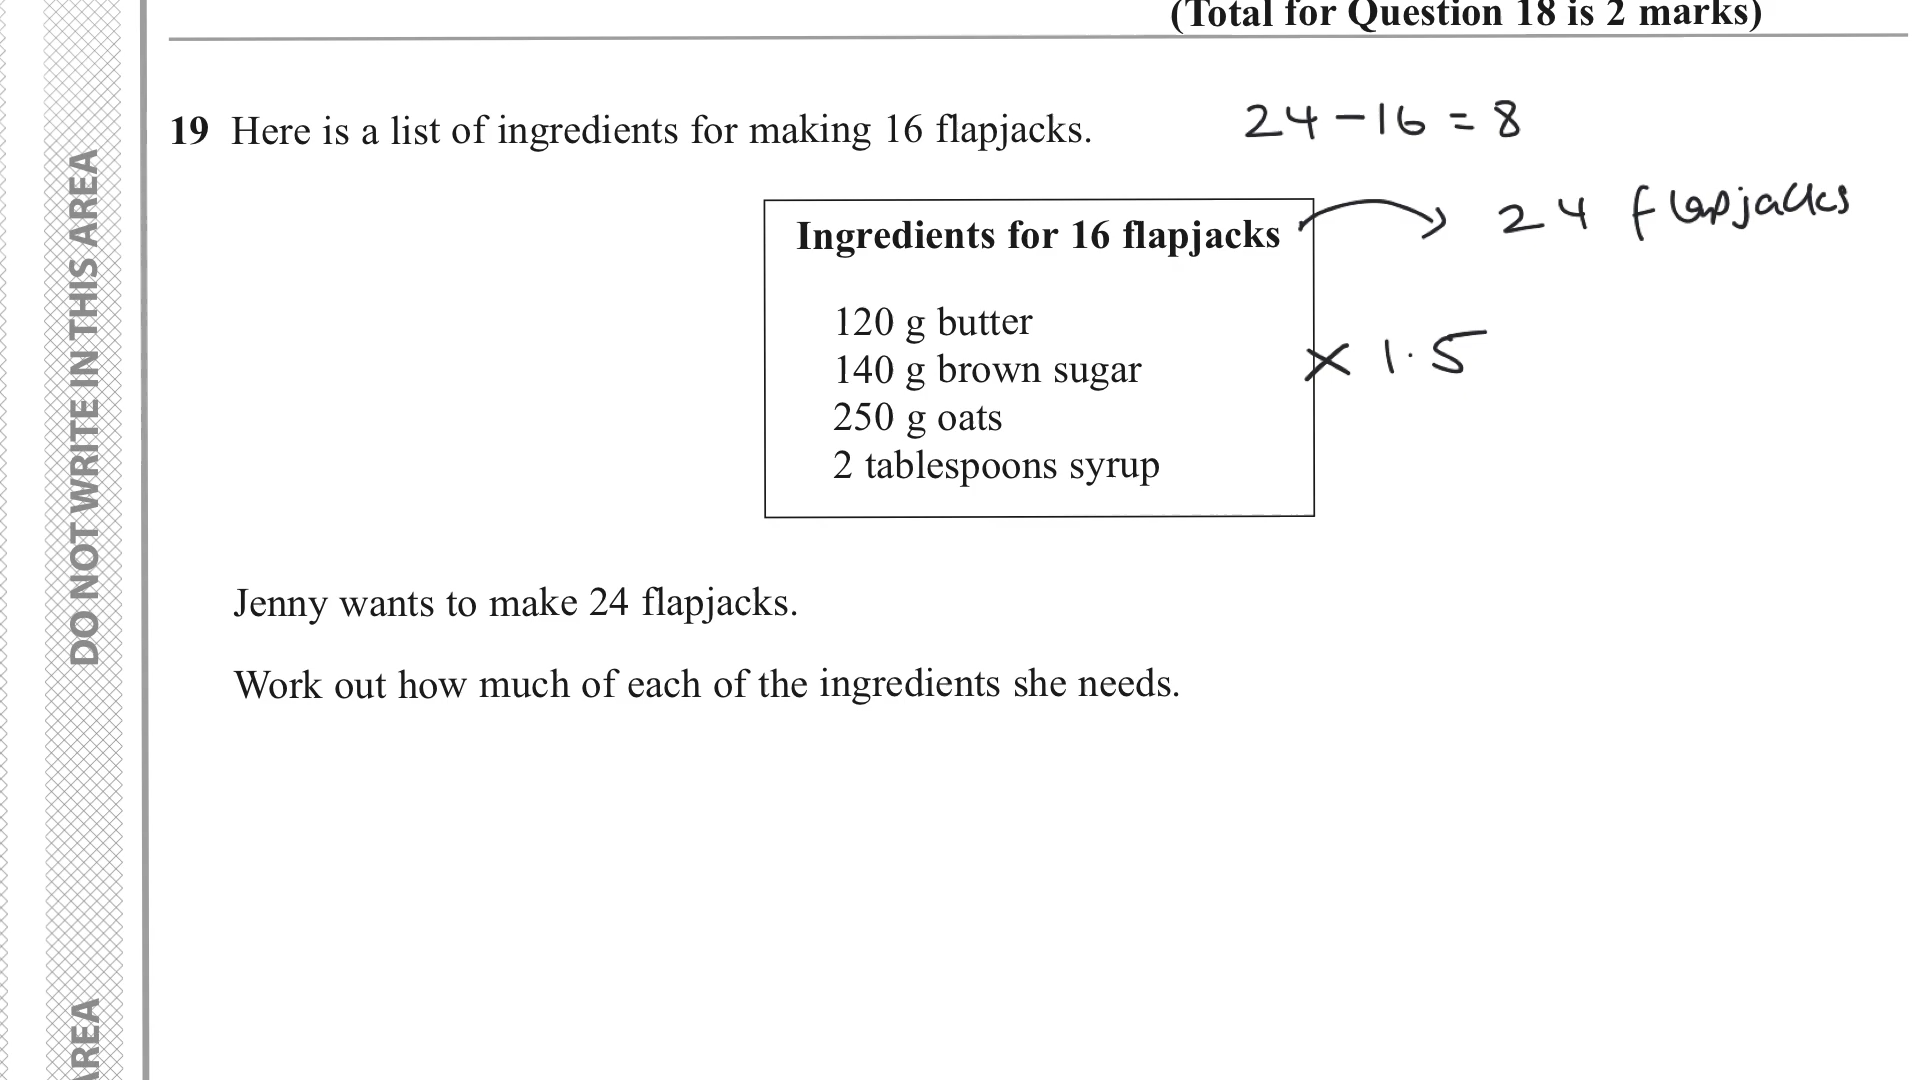 (Total for Question 18 is 2 marks)
19 Here is a list of ingredients for making 16 flapjacks.
24 - 16 = 8
Ingredients for 16 flapjacks
24 flapjacks
120 g butter
140 g brown sugar
× 1.5
250 g oats
2 tablespoons syrup
Jenny wants to make 24 flapjacks.
Work out how much of each of the ingredients she needs.
DO NOT WRITE IN THIS AREA
AREA